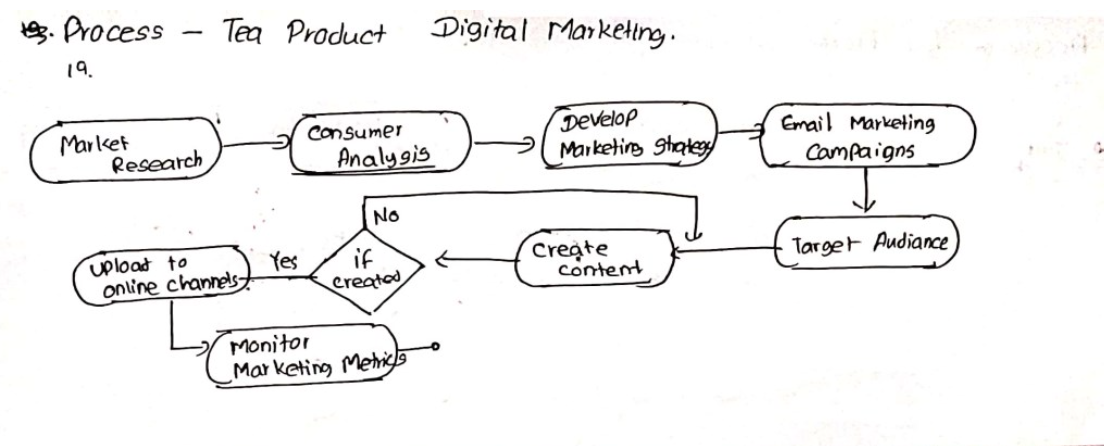 19. Process - Tea Product Digital Marketing.
19.
Market
Research
Consumer
Analysis
Develop
Marketing Strategy
Email Marketing
Campaigns
Target Audiance
Create
content
if
created
No
Yes
Upload to
online channels
Monitor
Marketing Metrics